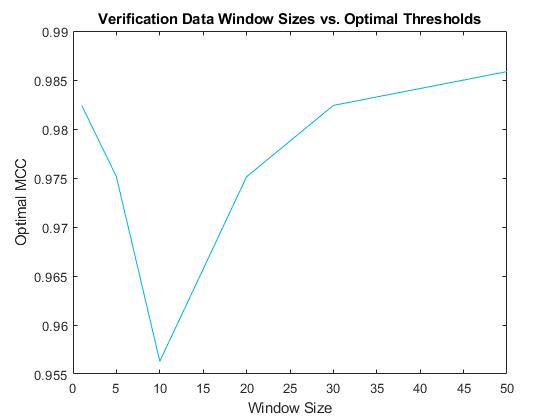 Verification Data Window Sizes vs. Optimal Thresholds
0.99
0.985
0.98
0.975
0.97
0.965
0.96
0.955
Optimal MCC
0 5 10 15 20 25 30 35 40 45 50
Window Size